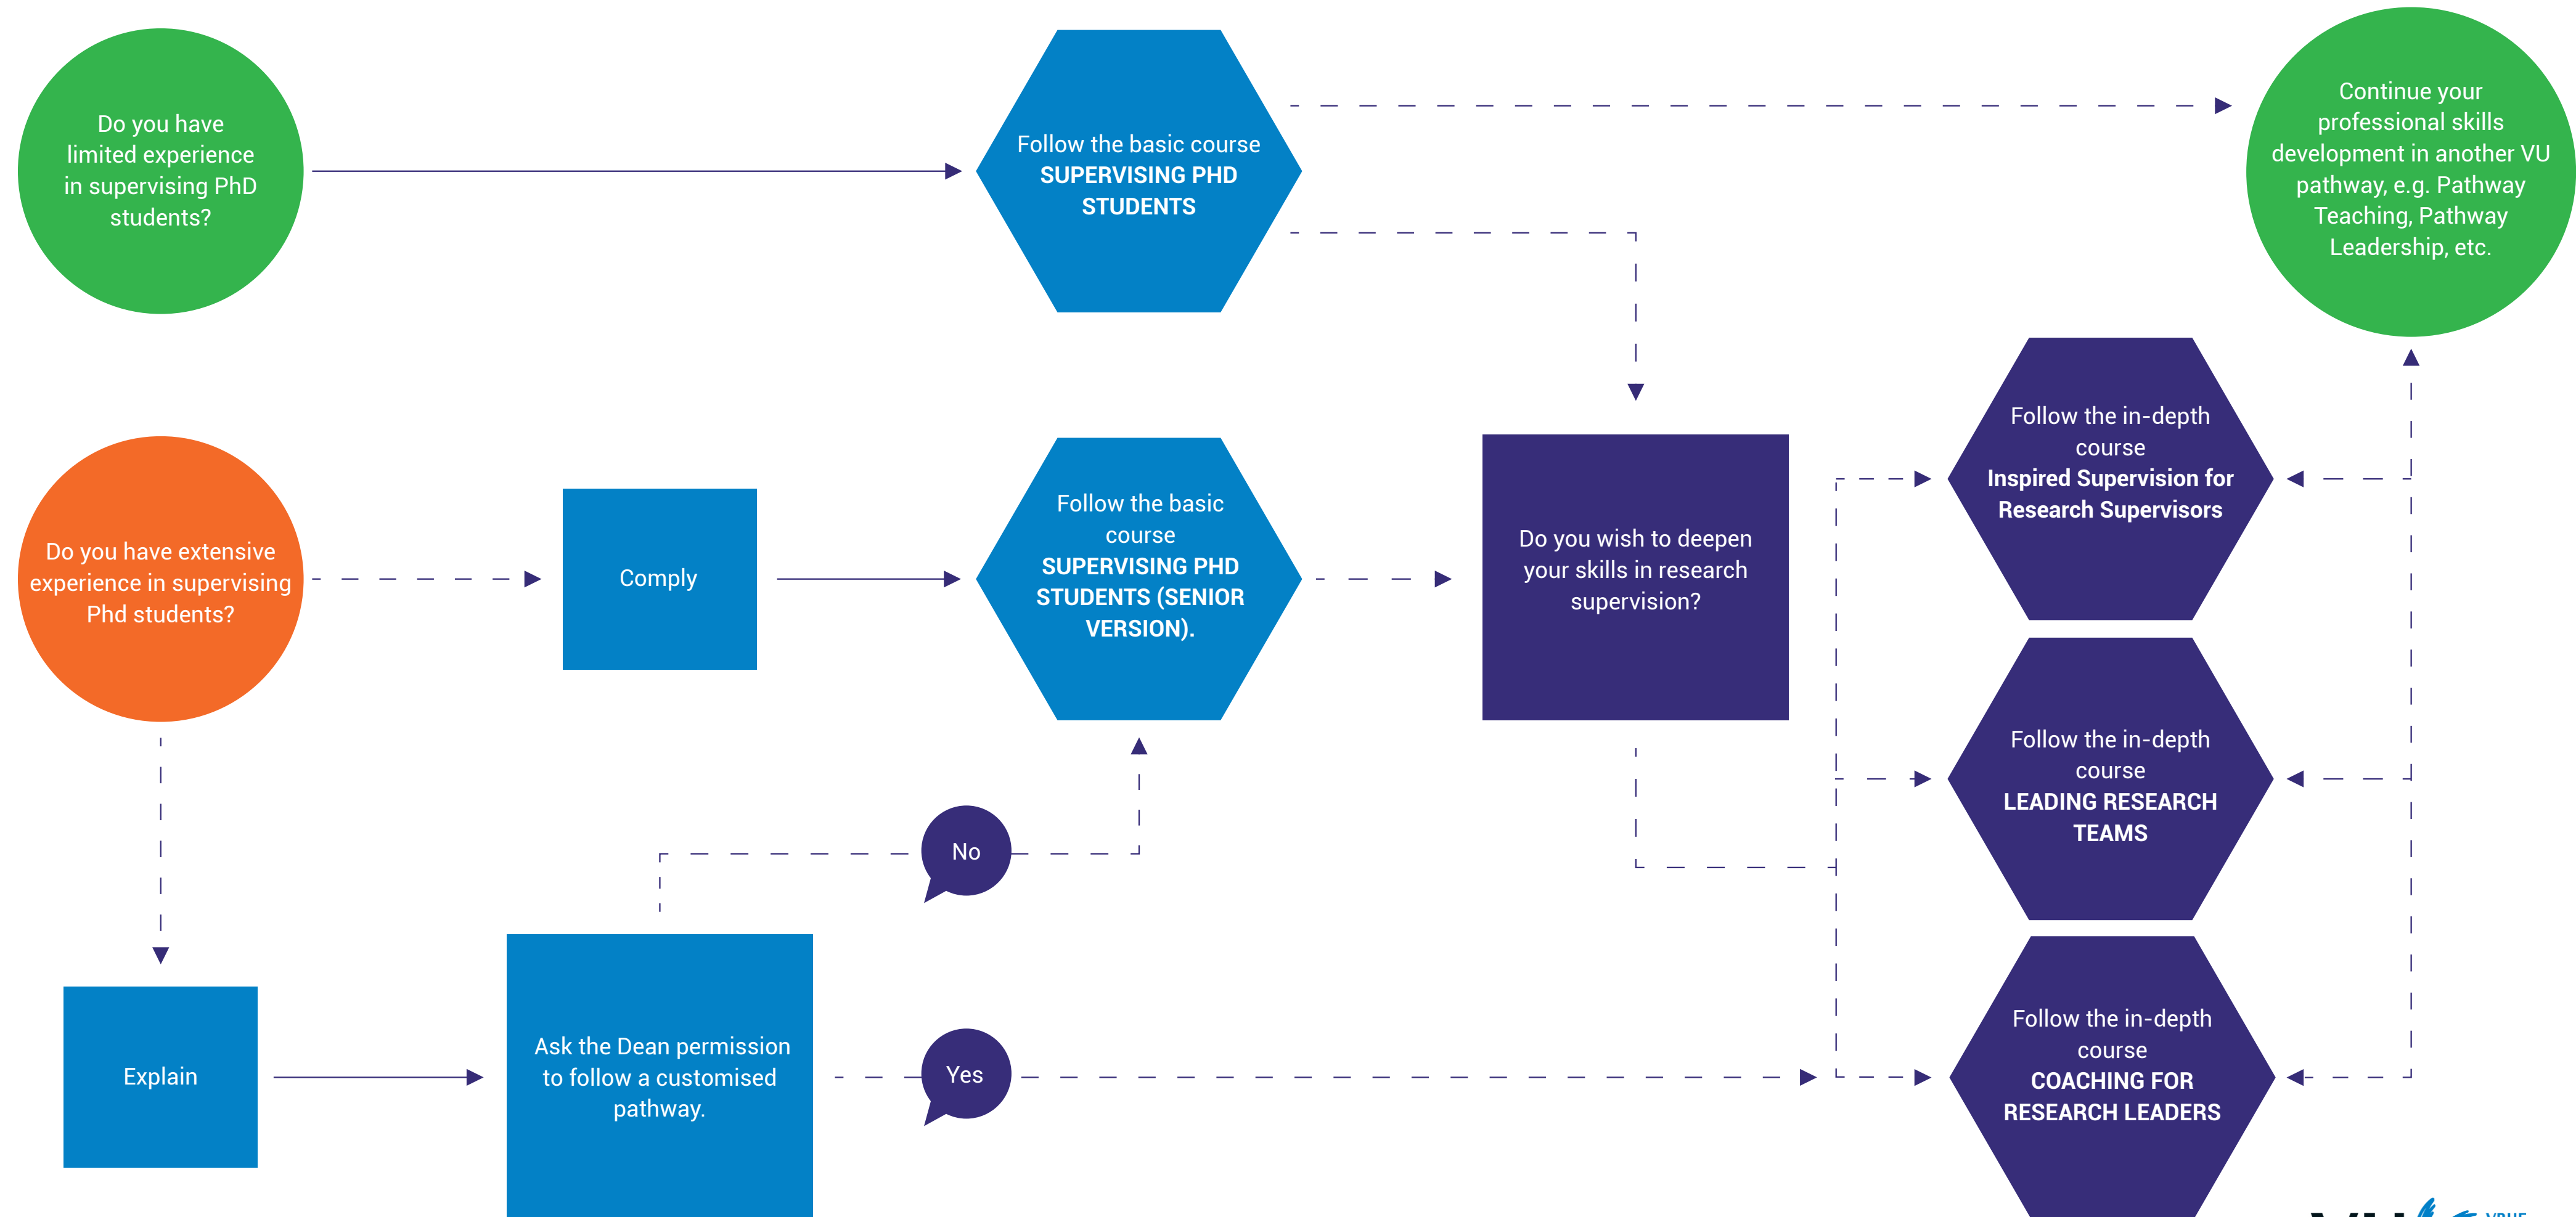 Do you have
limited experience
in supervising PhD
students?
Follow the basic course
SUPERVISING PHD
STUDENTS
Continue your
professional skills
development in another VU
pathway, e.g. Pathway
Teaching, Pathway
Leadership, etc.
Do you have extensive
experience in supervising
Phd students?
Comply
Follow the basic
course
SUPERVISING PHD
STUDENTS (SENIOR
VERSION).
Do you wish to deepen
your skills in research
supervision?
Follow the in-depth
course
Inspired Supervision for
Research Supervisors
Follow the in-depth
course
LEADING RESEARCH
TEAMS
No
Explain
Ask the Dean permission
to follow a customised
pathway.
Yes
Follow the in-depth
course
COACHING FOR
RESEARCH LEADERS